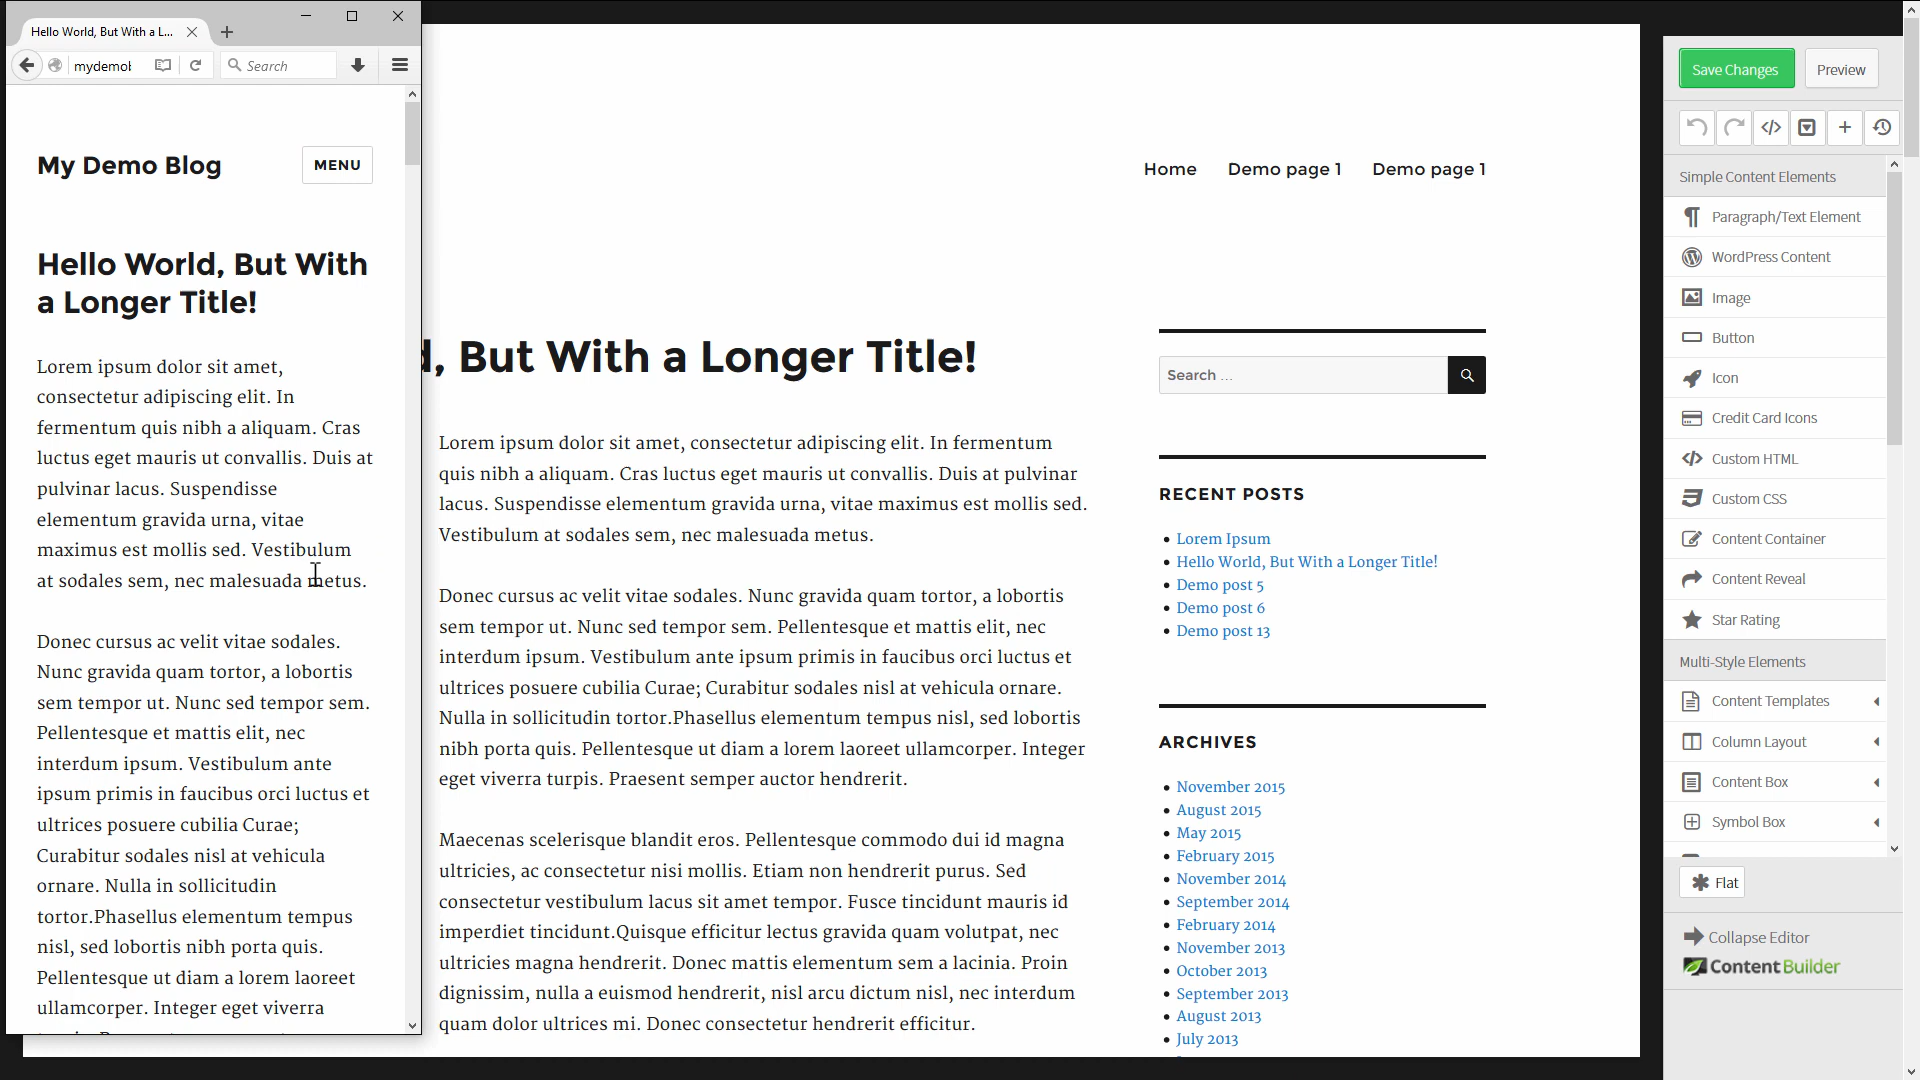 Hello World, But With a L...
mydemol
Search
My Demo Blog
MENU
Hello World, But With
a Longer Title!
Lorem ipsum dolor sit amet,
consectetur adipiscing elit. In
fermentum quis nibh a aliquam. Cras
luctus eget mauris ut convallis. Duis at
pulvinar lacus. Suspendisse
elementum gravida urna, vitae
maximus est mollis sed. Vestibulum
at sodales sem, nec malesuada metus.
Donec cursus ac velit vitae sodales.
Nunc gravida quam tortor, a lobortis
sem tempor ut. Nunc sed tempor sem.
Pellentesque et mattis elit, nec
interdum ipsum. Vestibulum ante
ipsum primis in faucibus orci luctus et
ultrices posuere cubilia Curae;
Curabitur sodales nisl at vehicula
ornare. Nulla in sollicitudin
tortor.Phasellus elementum tempus
nisl, sed lobortis nibh porta quis.
Pellentesque ut diam a lorem laoreet
ullamcorper. Integer eget viverra
Home
Demo page 1
Demo page 1
d, But With a Longer Title!
Lorem ipsum dolor sit amet, consectetur adipiscing elit. In fermentum
quis nibh a aliquam. Cras luctus eget mauris ut convallis. Duis at pulvinar
lacus. Suspendisse elementum gravida urna, vitae maximus est mollis sed.
Vestibulum at sodales sem, nec malesuada metus.
Donec cursus ac velit vitae sodales. Nunc gravida quam tortor, a lobortis
sem tempor ut. Nunc sed tempor sem. Pellentesque et mattis elit, nec
interdum ipsum. Vestibulum ante ipsum primis in faucibus orci luctus et
ultrices posuere cubilia Curae; Curabitur sodales nisl at vehicula ornare.
Nulla in sollicitudin tortor.Phasellus elementum tempus nisl, sed lobortis
nibh porta quis. Pellentesque ut diam a lorem laoreet ullamcorper. Integer
eget viverra turpis. Praesent semper auctor hendrerit.
Maecenas scelerisque blandit eros. Pellentesque commodo dui id magna
ultricies, ac consectetur nisi mollis. Etiam non hendrerit purus. Sed
consectetur vestibulum lacus sit amet tempor. Fusce tincidunt mauris id
imperdiet tincidunt.Quisque efficitur lectus gravida quam volutpat, nec
ultricies magna hendrerit. Donec mattis elementum sem a lacinia. Proin
dignissim, nulla a euismod hendrerit, nisl arcu dictum nisl, nec interdum
quam dolor ultrices mi. Donec consectetur hendrerit efficitur.
Search ...
RECENT POSTS
Lorem Ipsum
Hello World, But With a Longer Title!
Demo post 5
Demo post 6
Demo post 13
ARCHIVES
November 2015
August 2015
May 2015
February 2015
November 2014
September 2014
February 2014
November 2013
October 2013
September 2013
August 2013
July 2013
Save Changes
Preview
Simple Content Elements
Paragraph/Text Element
WordPress Content
Image
Button
Icon
Credit Card Icons
Custom HTML
Custom CSS
Content Container
Content Reveal
Star Rating
Multi-Style Elements
Content Templates
Column Layout
Content Box
Symbol Box
Flat
Collapse Editor
Content Builder